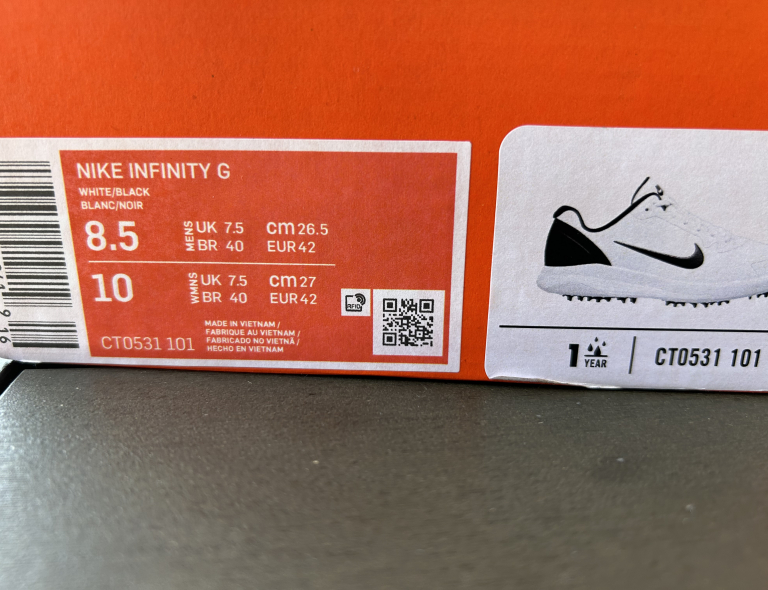 NIKE INFINITY G
WHITE/BLACK
BLANC/NOIR
8.5 MENS UK 7.5 cm 26.5
BR 40 EUR 42
10 WMNS UK 7.5 cm 27
BR 40 EUR 42
RFID
CT0531 101
MADE IN VIETNAM /
FABRIQUE AU VIETNAM /
FABRICADO NO VIETNÃ /
HECHO EN VIETNAM
1 YEAR
CT0531 101